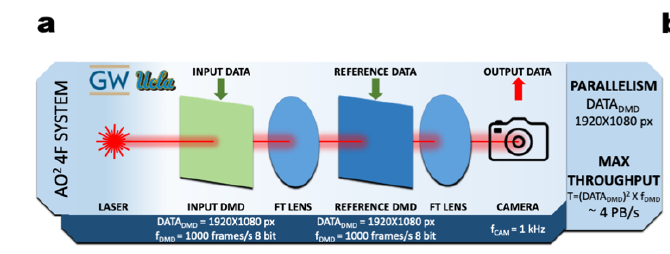 a
b
GW Ucla
AO² 4F SYSTEM
INPUT DATA
REFERENCE DATA
OUTPUT DATA
LASER
INPUT DMD
FT LENS
REFERENCE DMD
FT LENS
CAMERA
DATA_DMD = 1920X1080 px
f_DMD = 1000 frames/s 8 bit
DATA_DMD = 1920X1080 px
f_DMD = 1000 frames/s 8 bit
f_CAM = 1 kHz
PARALLELISM
DATA_DMD
1920X1080 px
MAX
THROUGHPUT
T=(DATA_DMD)² X f_DMD
~ 4 PB/s